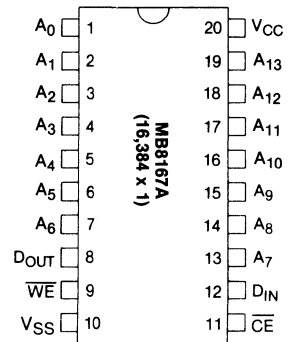 A0 1 20 VCC
A1 2 19 A13
A2 3 18 A12
A3 4 17 A11
A4 5 16 A10
A5 6 15 A9
A6 7 14 A8
DOUT 8 13 A7
W̅E̅ 9 12 DIN
VSS 10 11 C̅E̅
MB8167A
(16,384 x 1)